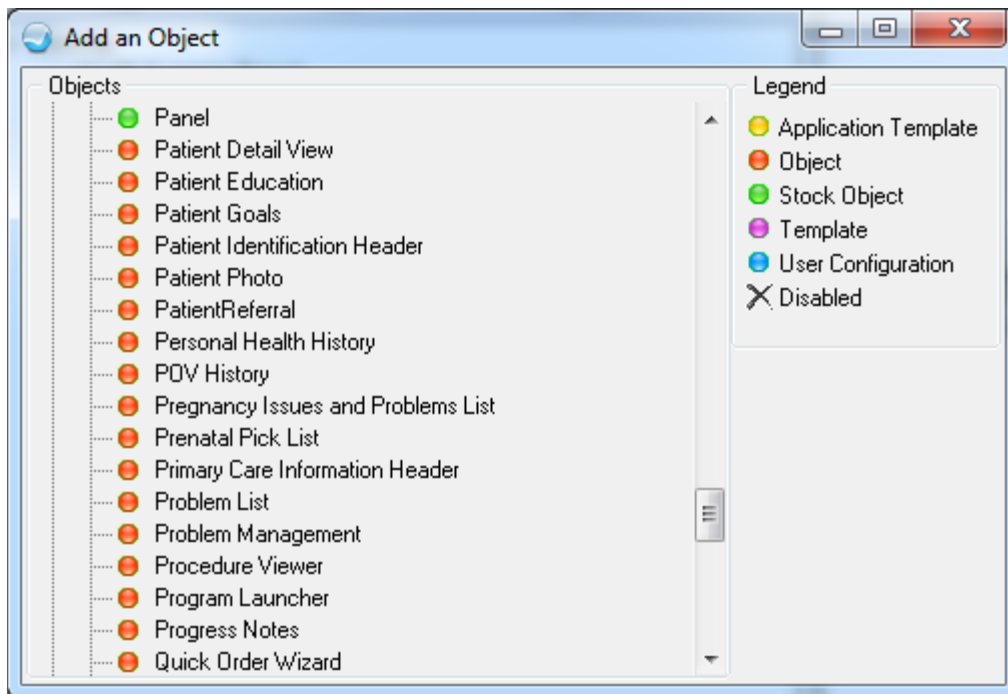 Add an Object
Objects
Panel
Patient Detail View
Patient Education
Patient Goals
Patient Identification Header
Patient Photo
PatientReferral
Personal Health History
POV History
Pregnancy Issues and Problems List
Prenatal Pick List
Primary Care Information Header
Problem List
Problem Management
Procedure Viewer
Program Launcher
Progress Notes
Quick Order Wizard
Legend
Application Template
Object
Stock Object
Template
User Configuration
Disabled